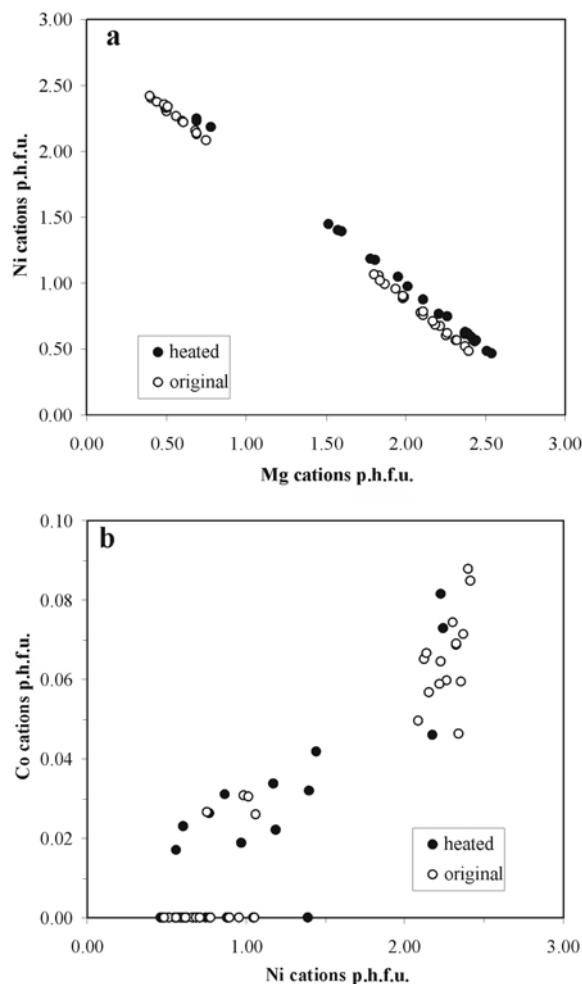 a
3.00
2.50
2.00
1.50
1.00
0.50
0.00
Ni cations p.h.f.u.
heated
original
0.00 0.50 1.00 1.50 2.00 2.50 3.00
Mg cations p.h.f.u.
b
0.10
0.08
0.06
0.04
0.02
0.00
Co cations p.h.f.u.
heated
original
0.00 1.00 2.00 3.00
Ni cations p.h.f.u.